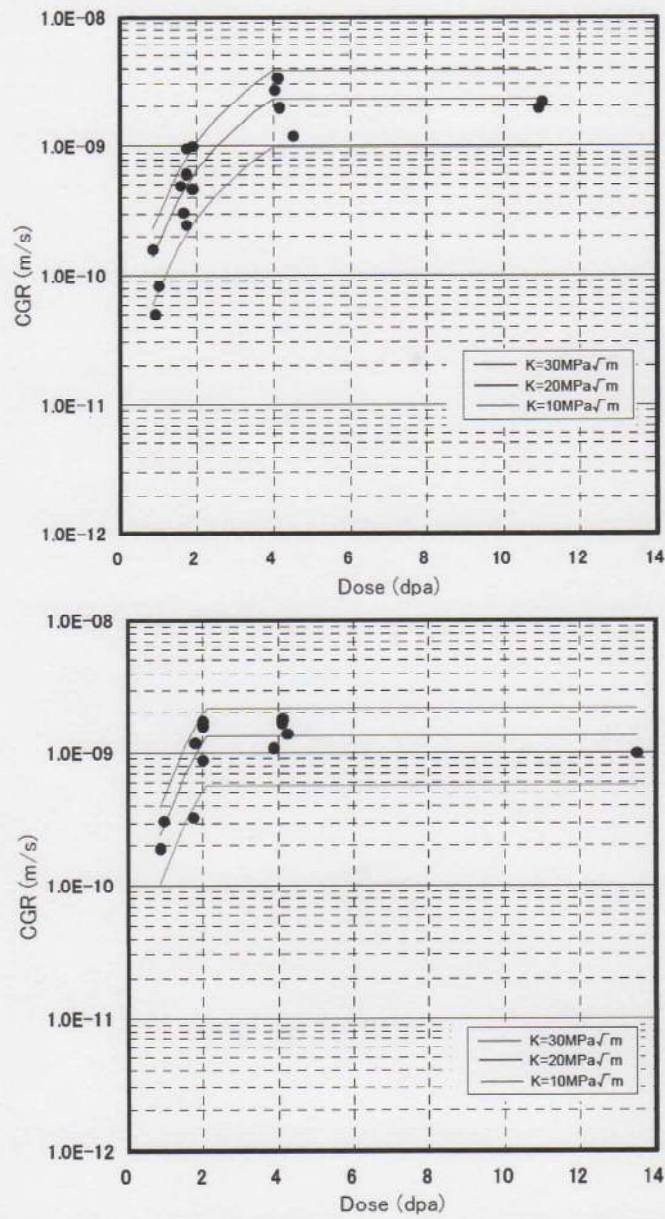 1.0E-08
1.0E-09
1.0E-10
1.0E-11
1.0E-12
CGR (m/s)
K=30MPa√m
K=20MPa√m
K=10MPa√m
0 2 4 6 8 10 12 14
Dose (dpa)
1.0E-08
1.0E-09
1.0E-10
1.0E-11
1.0E-12
CGR (m/s)
K=30MPa√m
K=20MPa√m
K=10MPa√m
0 2 4 6 8 10 12 14
Dose (dpa)